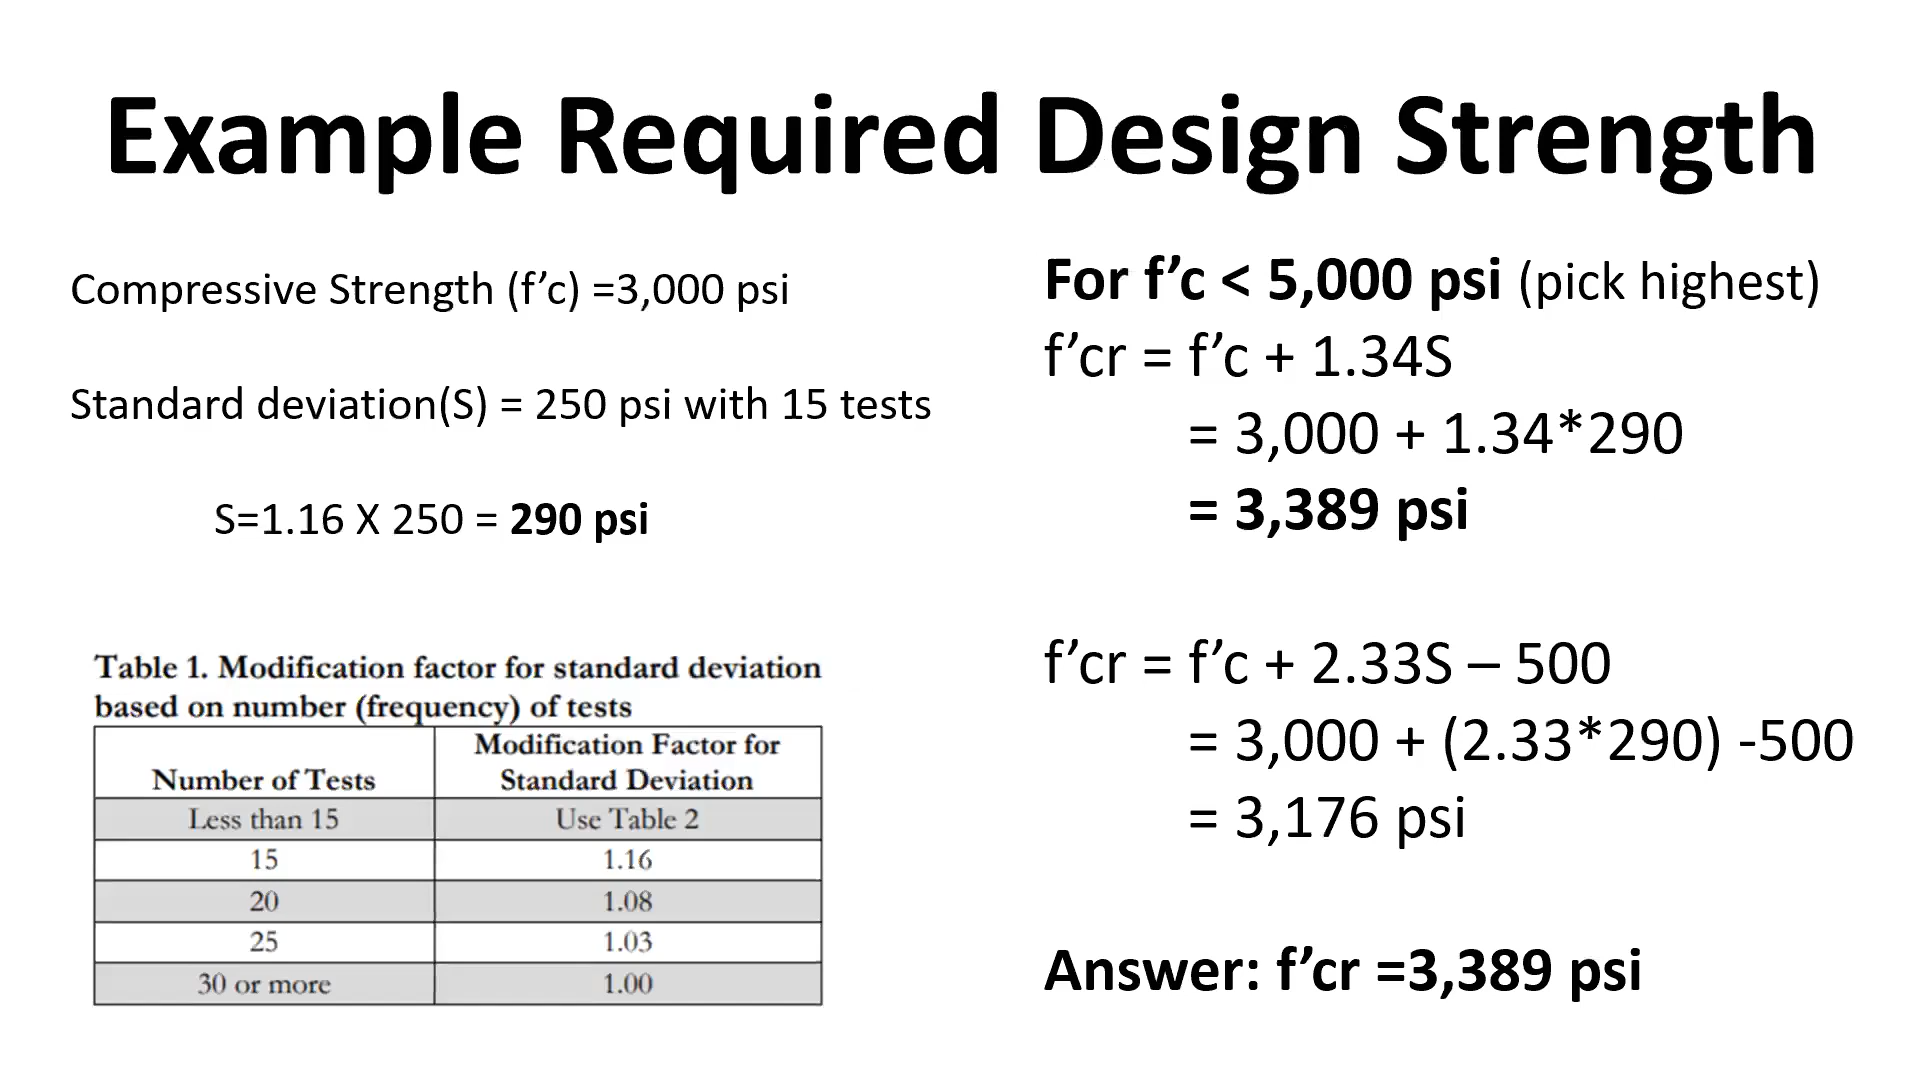 Example Required Design Strength
Compressive Strength (f’c) =3,000 psi
Standard deviation(S) = 250 psi with 15 tests
S=1.16 X 250 = 290 psi
Table 1. Modification factor for standard deviation
based on number (frequency) of tests
Number of Tests
Modification Factor for
Standard Deviation
Less than 15 Use Table 2
15 1.16
20 1.08
25 1.03
30 or more 1.00
For f’c < 5,000 psi (pick highest)
f’cr = f’c + 1.34S
= 3,000 + 1.34*290
= 3,389 psi
f’cr = f’c + 2.33S – 500
= 3,000 + (2.33*290) -500
= 3,176 psi
Answer: f’cr =3,389 psi